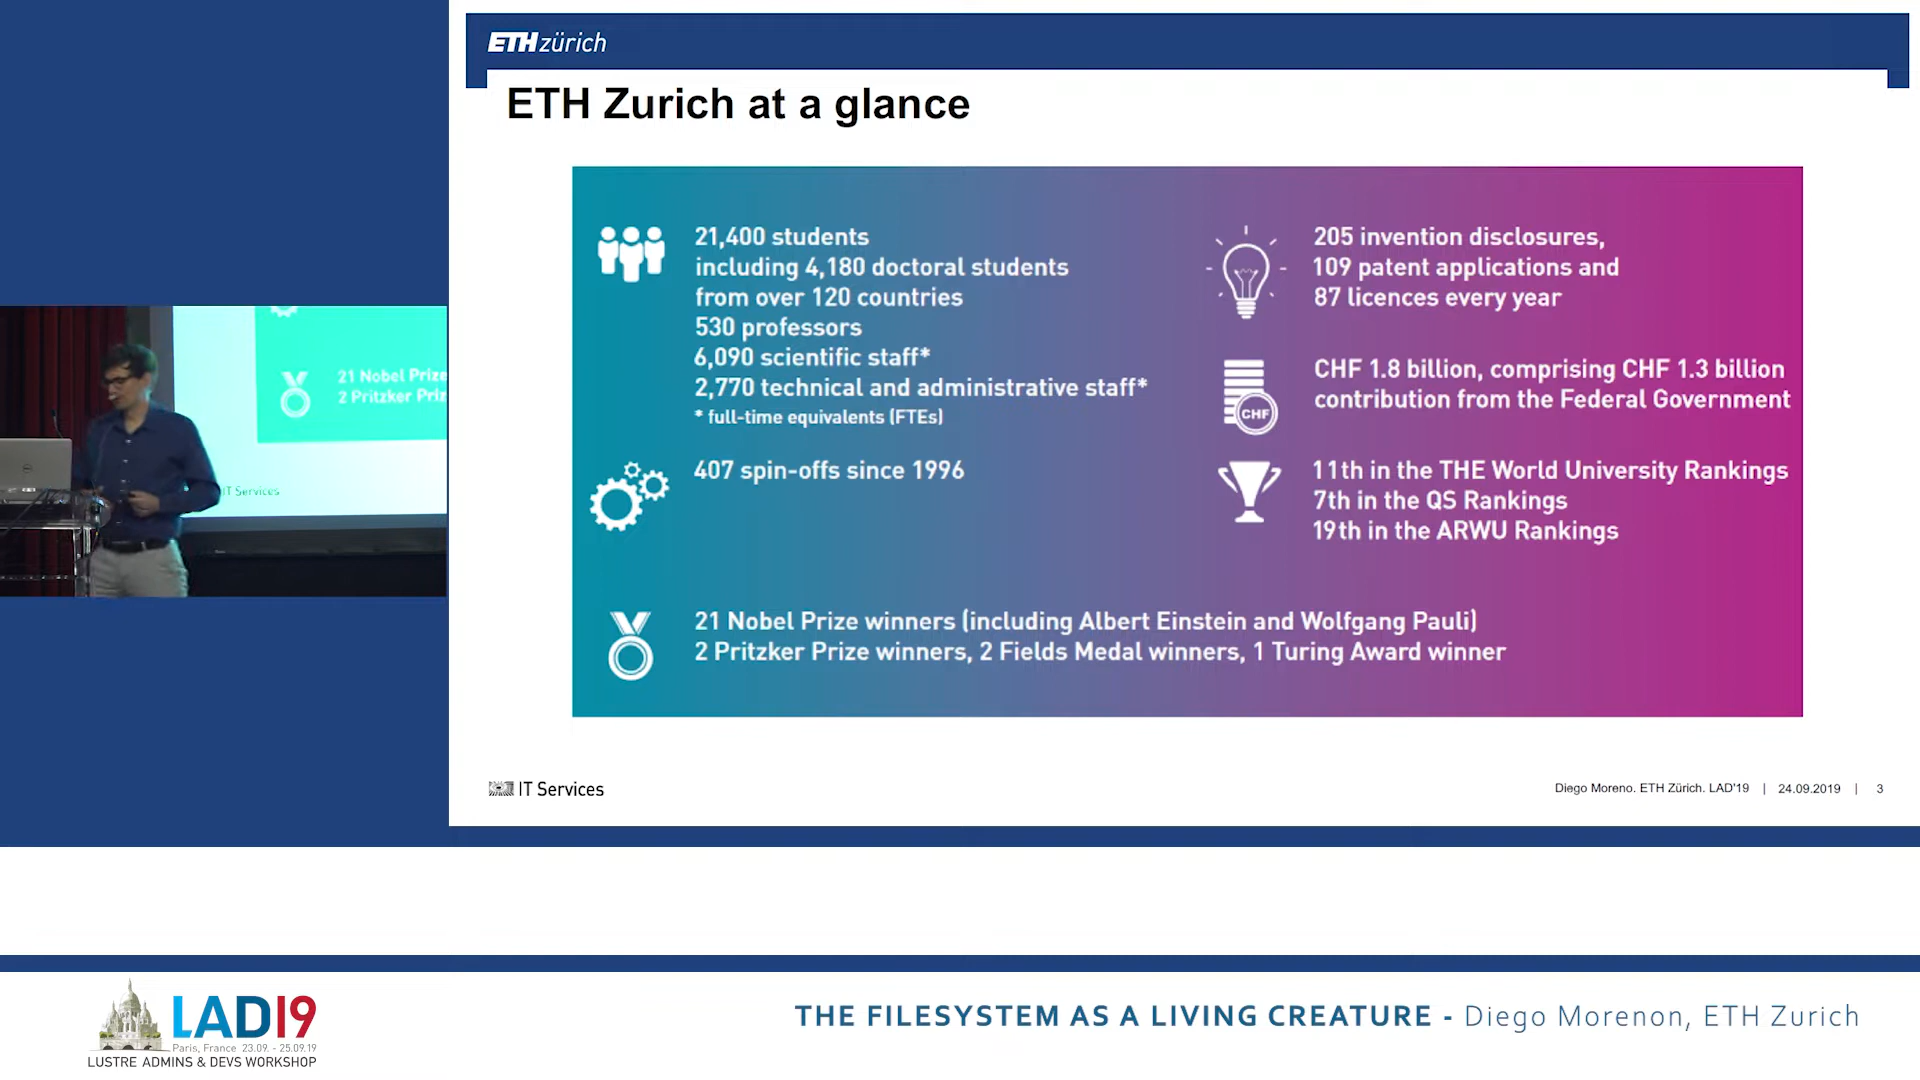 ETH zürich
ETH Zurich at a glance
21,400 students
including 4,180 doctoral students
from over 120 countries
530 professors
6,090 scientific staff*
2,770 technical and administrative staff*
* full-time equivalents (FTEs)
407 spin-offs since 1996
205 invention disclosures,
109 patent applications and
87 licences every year
CHF
CHF 1.8 billion, comprising CHF 1.3 billion
contribution from the Federal Government
11th in the THE World University Rankings
7th in the QS Rankings
19th in the ARWU Rankings
21 Nobel Prize winners (including Albert Einstein and Wolfgang Pauli)
2 Pritzker Prize winners, 2 Fields Medal winners, 1 Turing Award winner
IT Services
Diego Moreno. ETH Zürich. LAD'19 | 24.09.2019 | 3
21 Nobel Prize
2 Pritzker Priz
IT Services
LAD19
Paris, France 23.09. - 25.09.19
LUSTRE ADMINS & DEVS WORKSHOP
THE FILESYSTEM AS A LIVING CREATURE - Diego Morenon, ETH Zurich